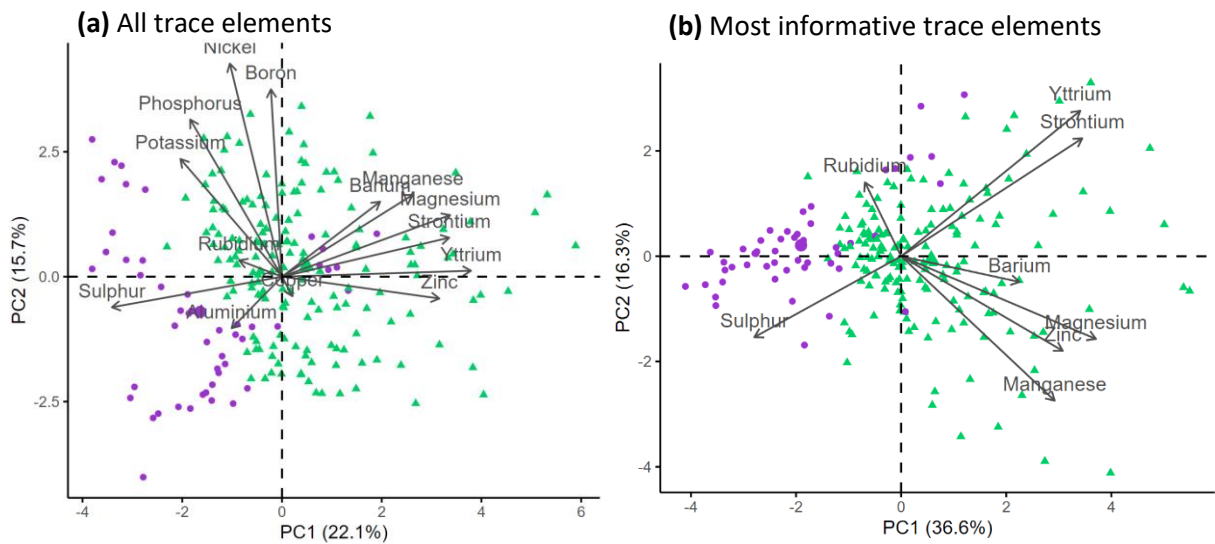 (a) All trace elements
Nickel
Boron
Phosphorus
Potassium
Manganese
Barium
Magnesium
Strontium
Rubidium
Yttrium
Copper
Zinc
Sulphur
Aluminium
2.5
0.0
-2.5
PC2 (15.7%)
-4
-2
0
2
4
6
PC1 (22.1%)
(b) Most informative trace elements
Yttrium
Strontium
Rubidium
Barium
Sulphur
Magnesium
Zinc
Manganese
2
0
-2
-4
PC2 (16.3%)
-4
-2
0
2
4
PC1 (36.6%)